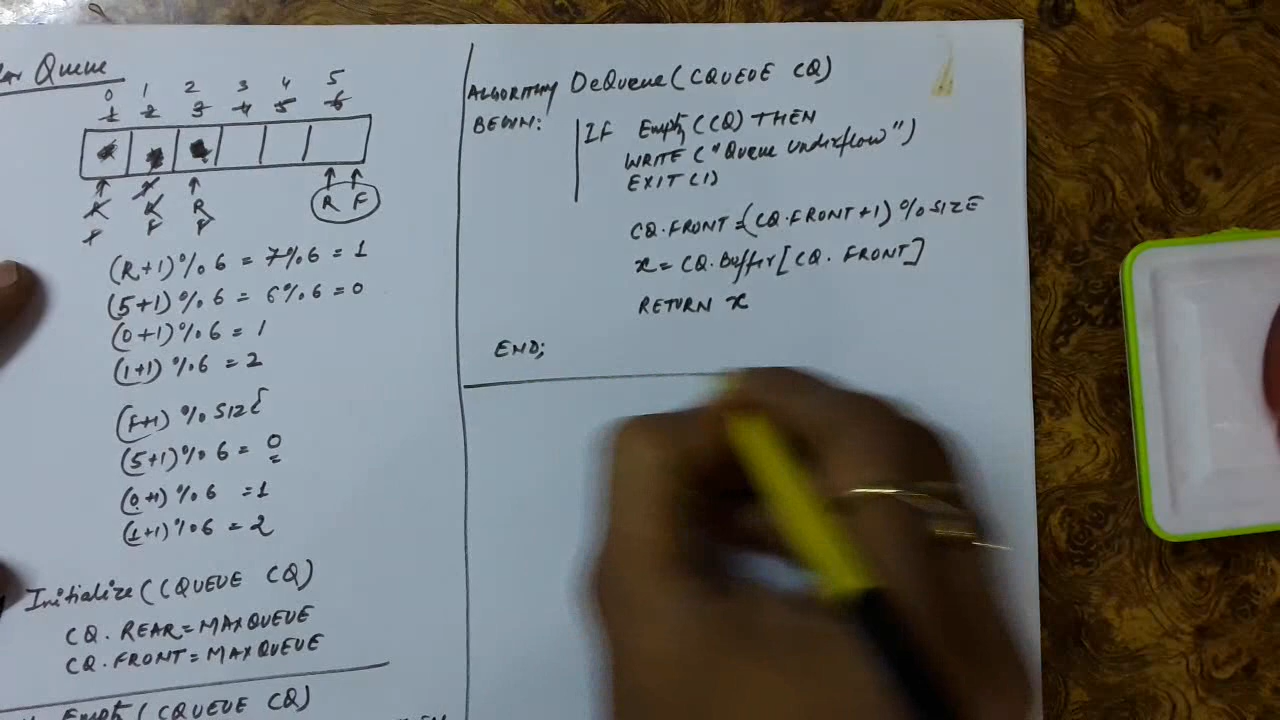 Queue
0 1 2 3 4 5
1 2 3 4 5 6
R R R F
F F F
(R+1)%6 = 7%6 = 1
(5+1)%6 = 6%6 = 0
(0+1)%6 = 1
(1+1)%6 = 2
(F+1)%SIZE
(5+1)%6 = 0
(0+1)%6 = 1
(1+1)%6 = 2
Initialize(CQUEUE CQ)
CQ.REAR=MAXQUEUE
CQ.FRONT=MAXQUEUE
Empty(CQUEUE CQ)
ALGORITHM DeQueue(CQUEUE CQ)
BEGIN:
IF Empty(CQ) THEN
WRITE("Queue Underflow")
EXIT(1)
CQ.FRONT=(CQ.FRONT+1)%SIZE
x=CQ.Buffer[CQ.FRONT]
RETURN x
END;